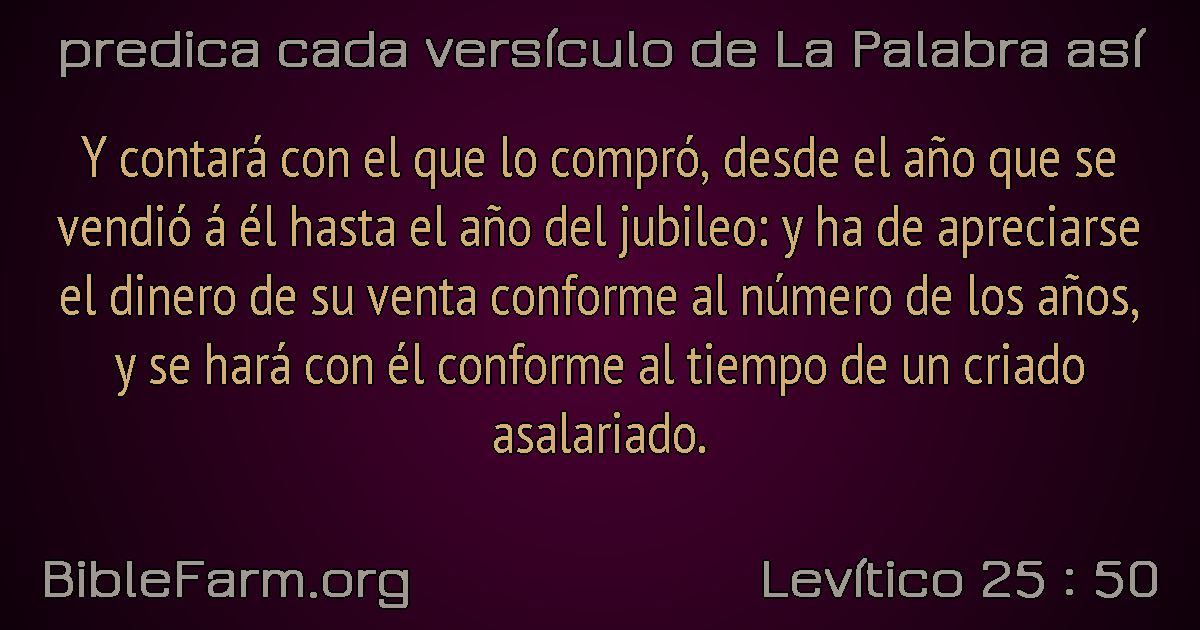 predica cada versículo de La Palabra así
Y contará con el que lo compró, desde el año que se
vendió á él hasta el año del jubileo: y ha de apreciarse
el dinero de su venta conforme al número de los años,
y se hará con él conforme al tiempo de un criado
asalariado.
BibleFarm.org
Levítico 25 : 50